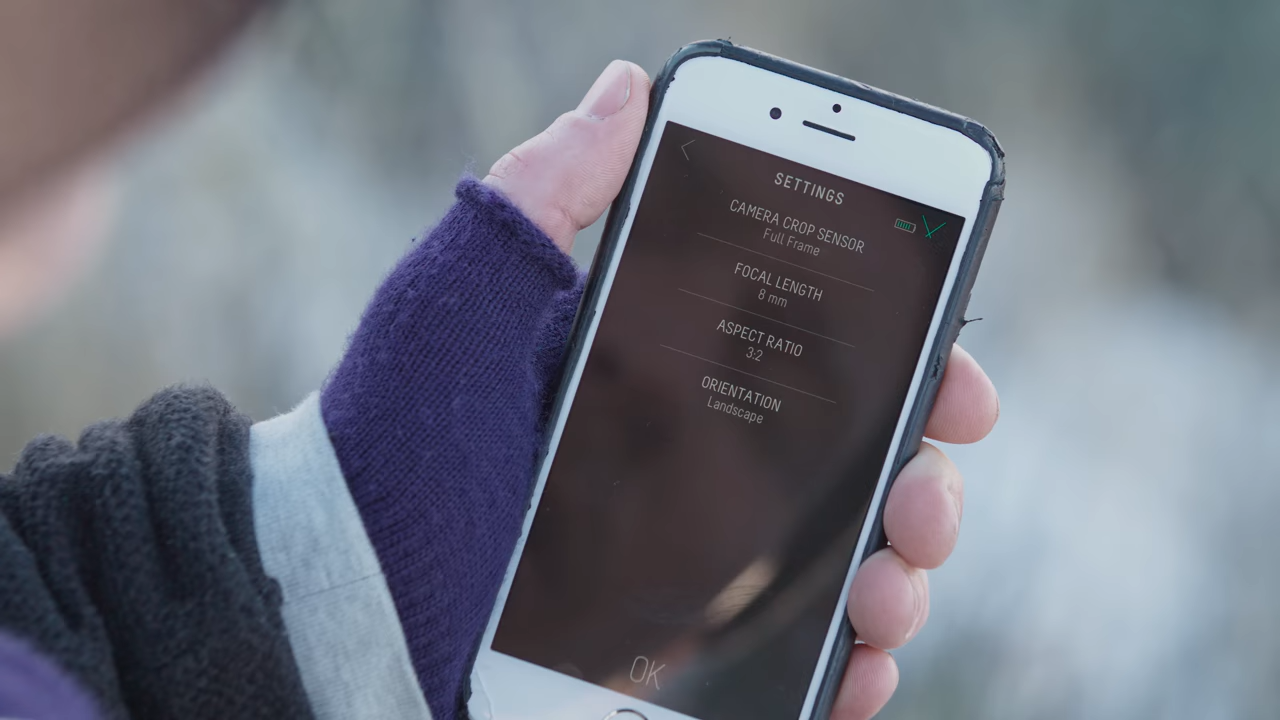 SETTINGS
CAMERA CROP SENSOR
Full Frame
FOCAL LENGTH
8 mm
ASPECT RATIO
3:2
ORIENTATION
Landscape
OK